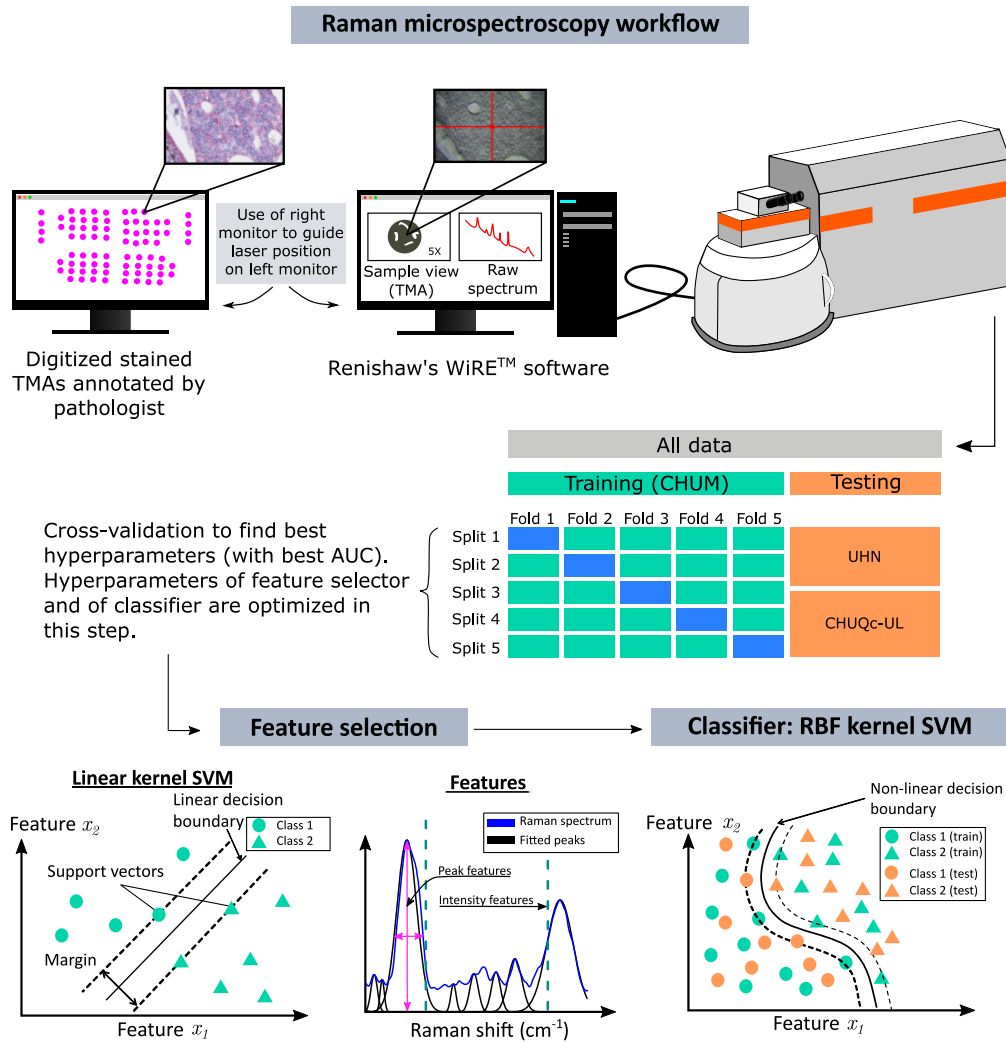 Raman microspectroscopy workflow
Use of right
monitor to guide
laser position
on left monitor
5X
Sample view
(TMA)
Raw
spectrum
Digitized stained
TMAs annotated by
pathologist
Renishaw's WiRE™ software
All data
Training (CHUM)
Testing
Fold 1 Fold 2 Fold 3 Fold 4 Fold 5
Split 1
Split 2
Split 3
Split 4
Split 5
UHN
CHUQc-UL
Cross-validation to find best
hyperparameters (with best AUC).
Hyperparameters of feature selector
and of classifier are optimized in
this step.
Feature selection
Classifier: RBF kernel SVM
Linear kernel SVM
Linear decision
boundary
Feature x₂
Class 1
Class 2
Support vectors
Margin
Feature x₁
Features
Raman spectrum
Fitted peaks
Peak features
Intensity features
Raman shift (cm⁻¹)
Non-linear decision
boundary
Feature x₂
Class 1 (train)
Class 2 (train)
Class 1 (test)
Class 2 (test)
Feature x₁